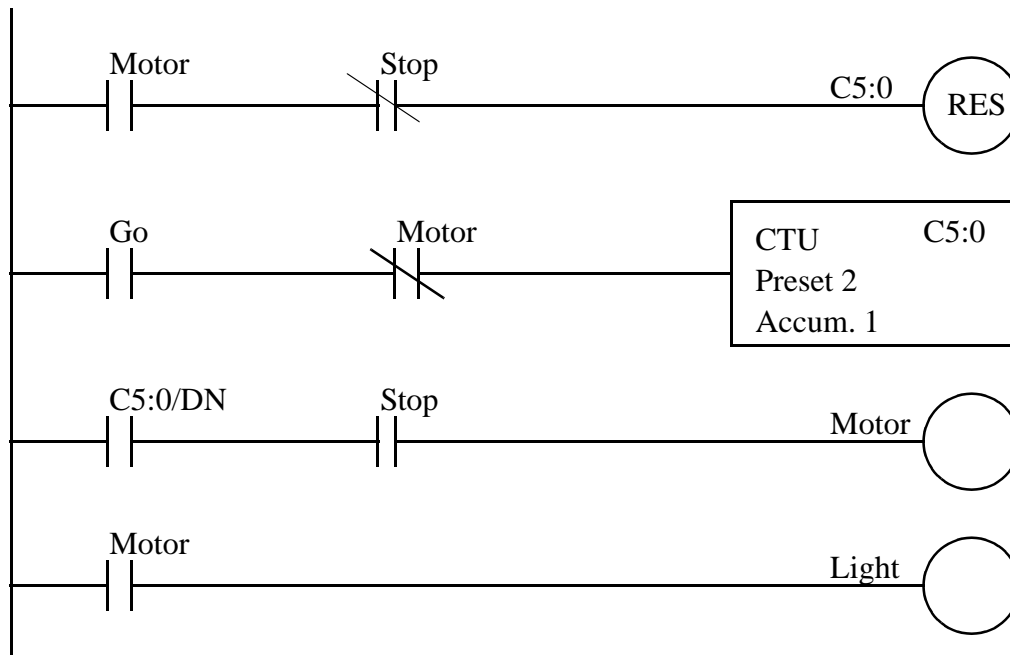 Motor Stop C5:0 RES
Go Motor CTU C5:0
Preset 2
Accum. 1
C5:0/DN Stop Motor
Motor Light